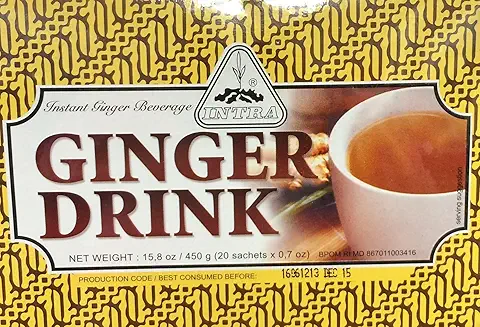 Instant Ginger Beverage
®
INTRA
GINGER
DRINK
NET WEIGHT : 15,8 oz / 450 g (20 sachets x 0,7 oz) BPOM RI MD 867011003416
serving suggestion
PRODUCTION CODE / BEST CONSUMED BEFORE: 16961213 DEC 15